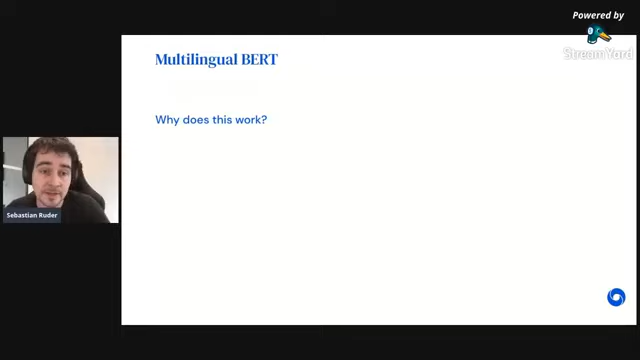 Powered by
StreamYard
Multilingual BERT
Why does this work?
Sebastian Ruder